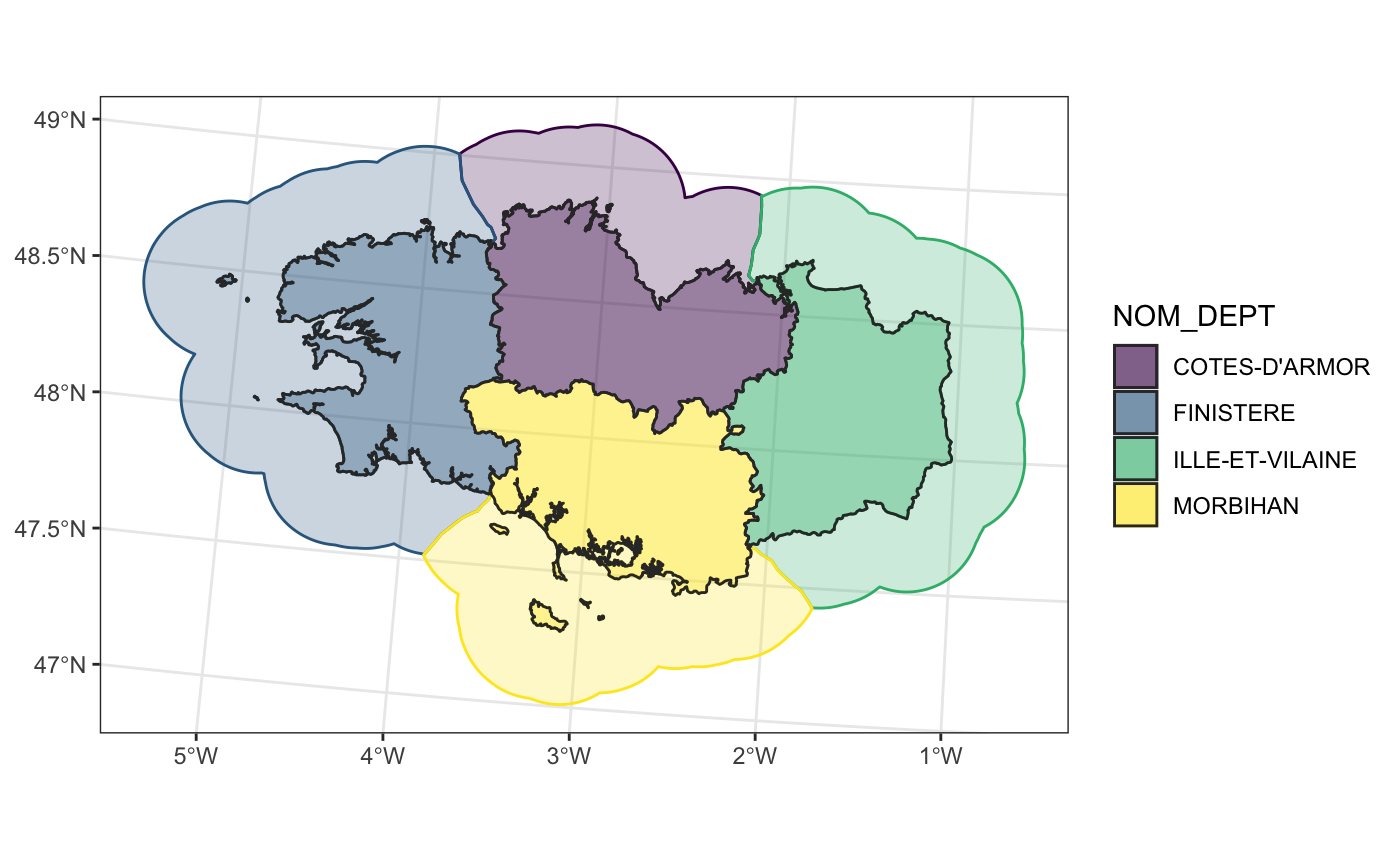 49°N
48.5°N
48°N
47.5°N
47°N
5°W
4°W
3°W
2°W
1°W
NOM_DEPT
COTES-D'ARMOR
FINISTERE
ILLE-ET-VILAINE
MORBIHAN